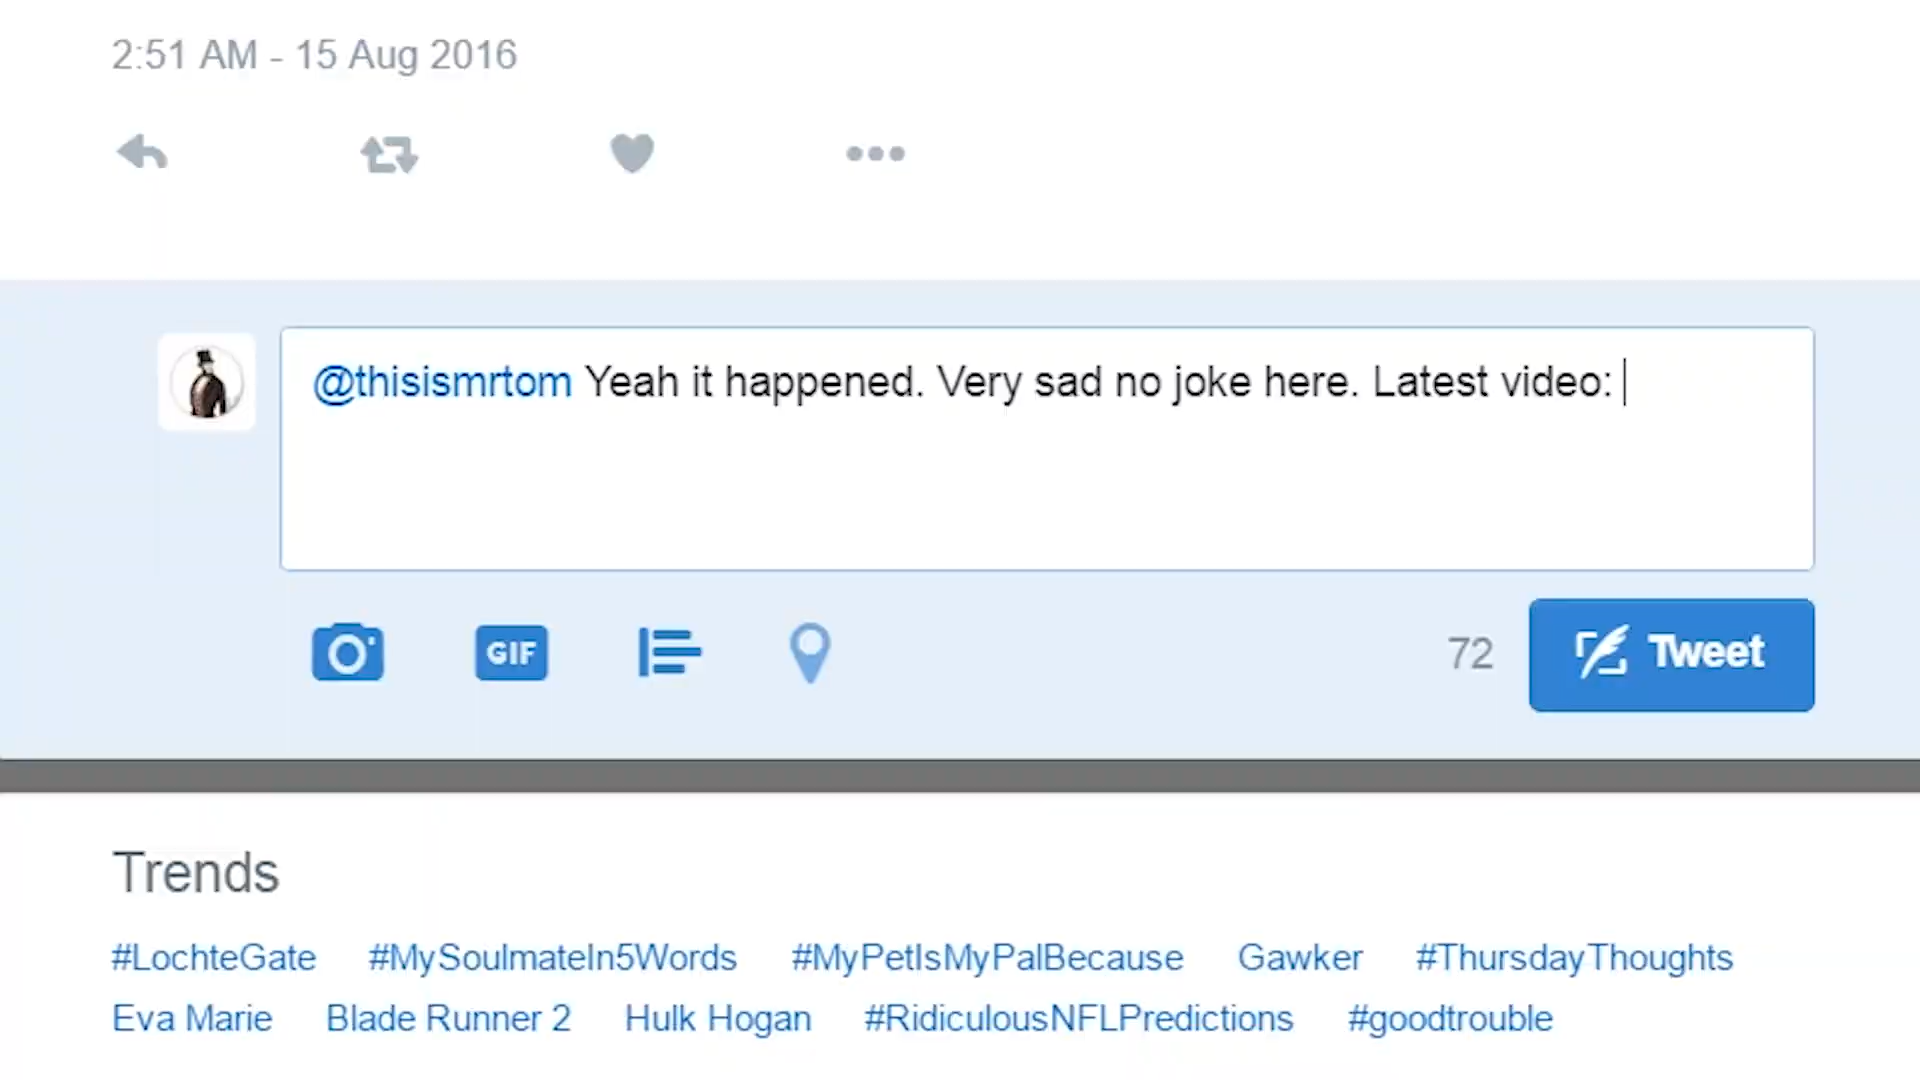 2:51 AM - 15 Aug 2016
@thisismrtom Yeah it happened. Very sad no joke here. Latest video:
GIF
72
Tweet
Trends
#LochteGate #MySoulmateIn5Words #MyPetIsMyPalBecause Gawker #ThursdayThoughts
Eva Marie Blade Runner 2 Hulk Hogan #RidiculousNFLPredictions #goodtrouble